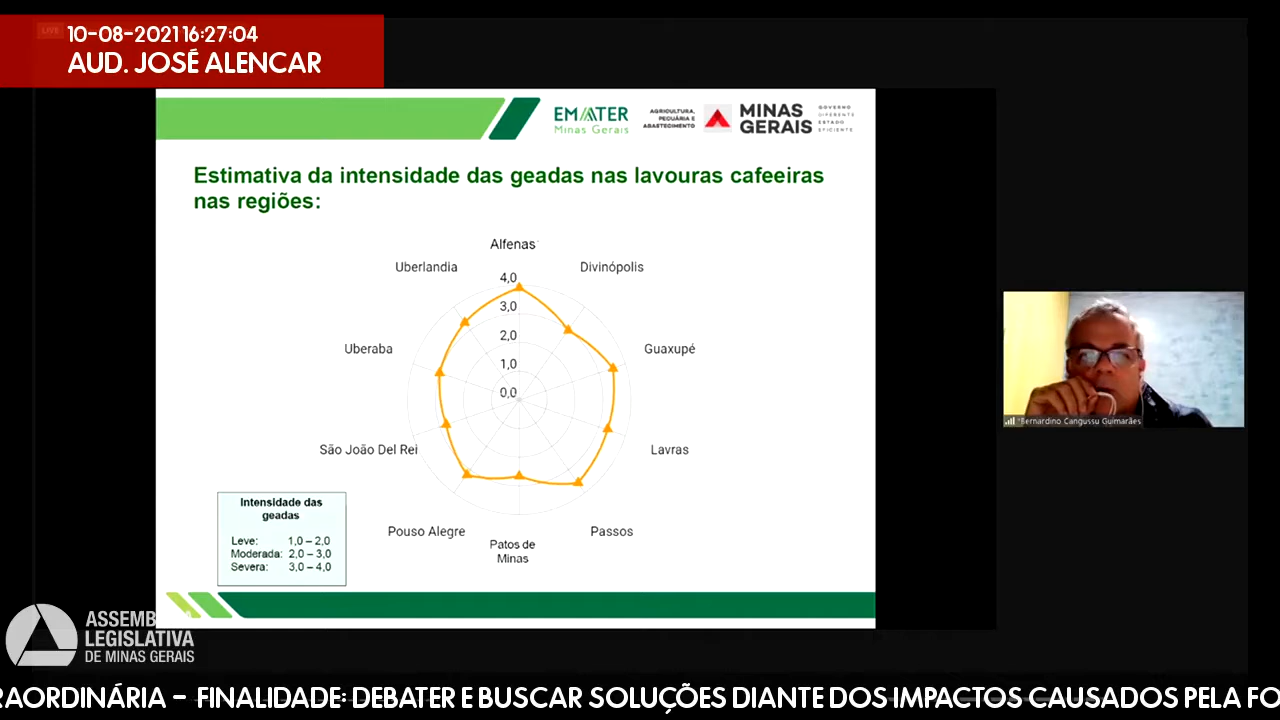 LIVE
10-08-2021 16:27:04
AUD. JOSÉ ALENCAR
EMATER
Minas Gerais
AGRICULTURA,
PECUÁRIA E
ABASTECIMENTO
MINAS
GERAIS
GOVERNO
DIFERENTE
ESTADO
EFICIENTE
Estimativa da intensidade das geadas nas lavouras cafeeiras
nas regiões:
Alfenas
Uberlandia
Divinópolis
4,0
3,0
2,0
1,0
0,0
Uberaba
Guaxupé
São João Del Rei
Lavras
Pouso Alegre
Passos
Patos de
Minas
Intensidade das
geadas
Leve: 1,0 – 2,0
Moderada: 2,0 – 3,0
Severa: 3,0 – 4,0
Bernardino Cangussu Guimarães
ASSEMBLEIA
LEGISLATIVA
DE MINAS GERAIS
RAORDINÁRIA – FINALIDADE: DEBATER E BUSCAR SOLUÇÕES DIANTE DOS IMPACTOS CAUSADOS PELA FO